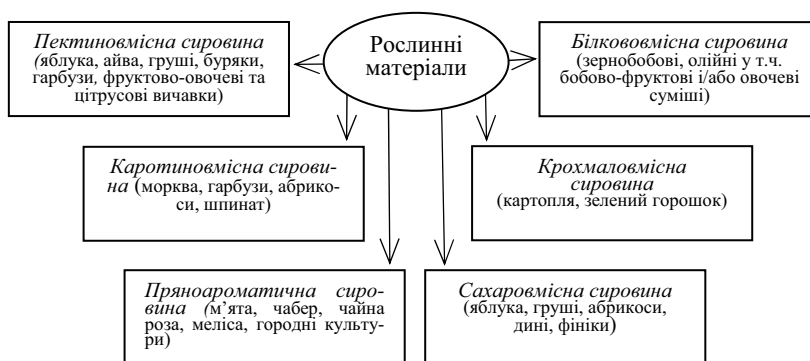 Пектиновмісна сировина
(яблука, айва, груші, буряки,
гарбузи, фруктово-овочеві та
цітрусові вичавки)
Рослинні
матеріали
Білкововмісна сировина
(зернобобові, олійні у т.ч.
бобово-фруктові і/або овочеві
суміші)
Каротиновмісна сирови-
на (морква, гарбузи, абрико-
си, шпинат)
Крохмаловмісна
сировина
(картопля, зелений горошок)
Пряноароматична сиро-
вина (м’ята, чабер, чайна
роза, меліса, городні культу-
ри)
Сахаровмісна сировина
(яблука, груші, абрикоси,
дині, фініки)